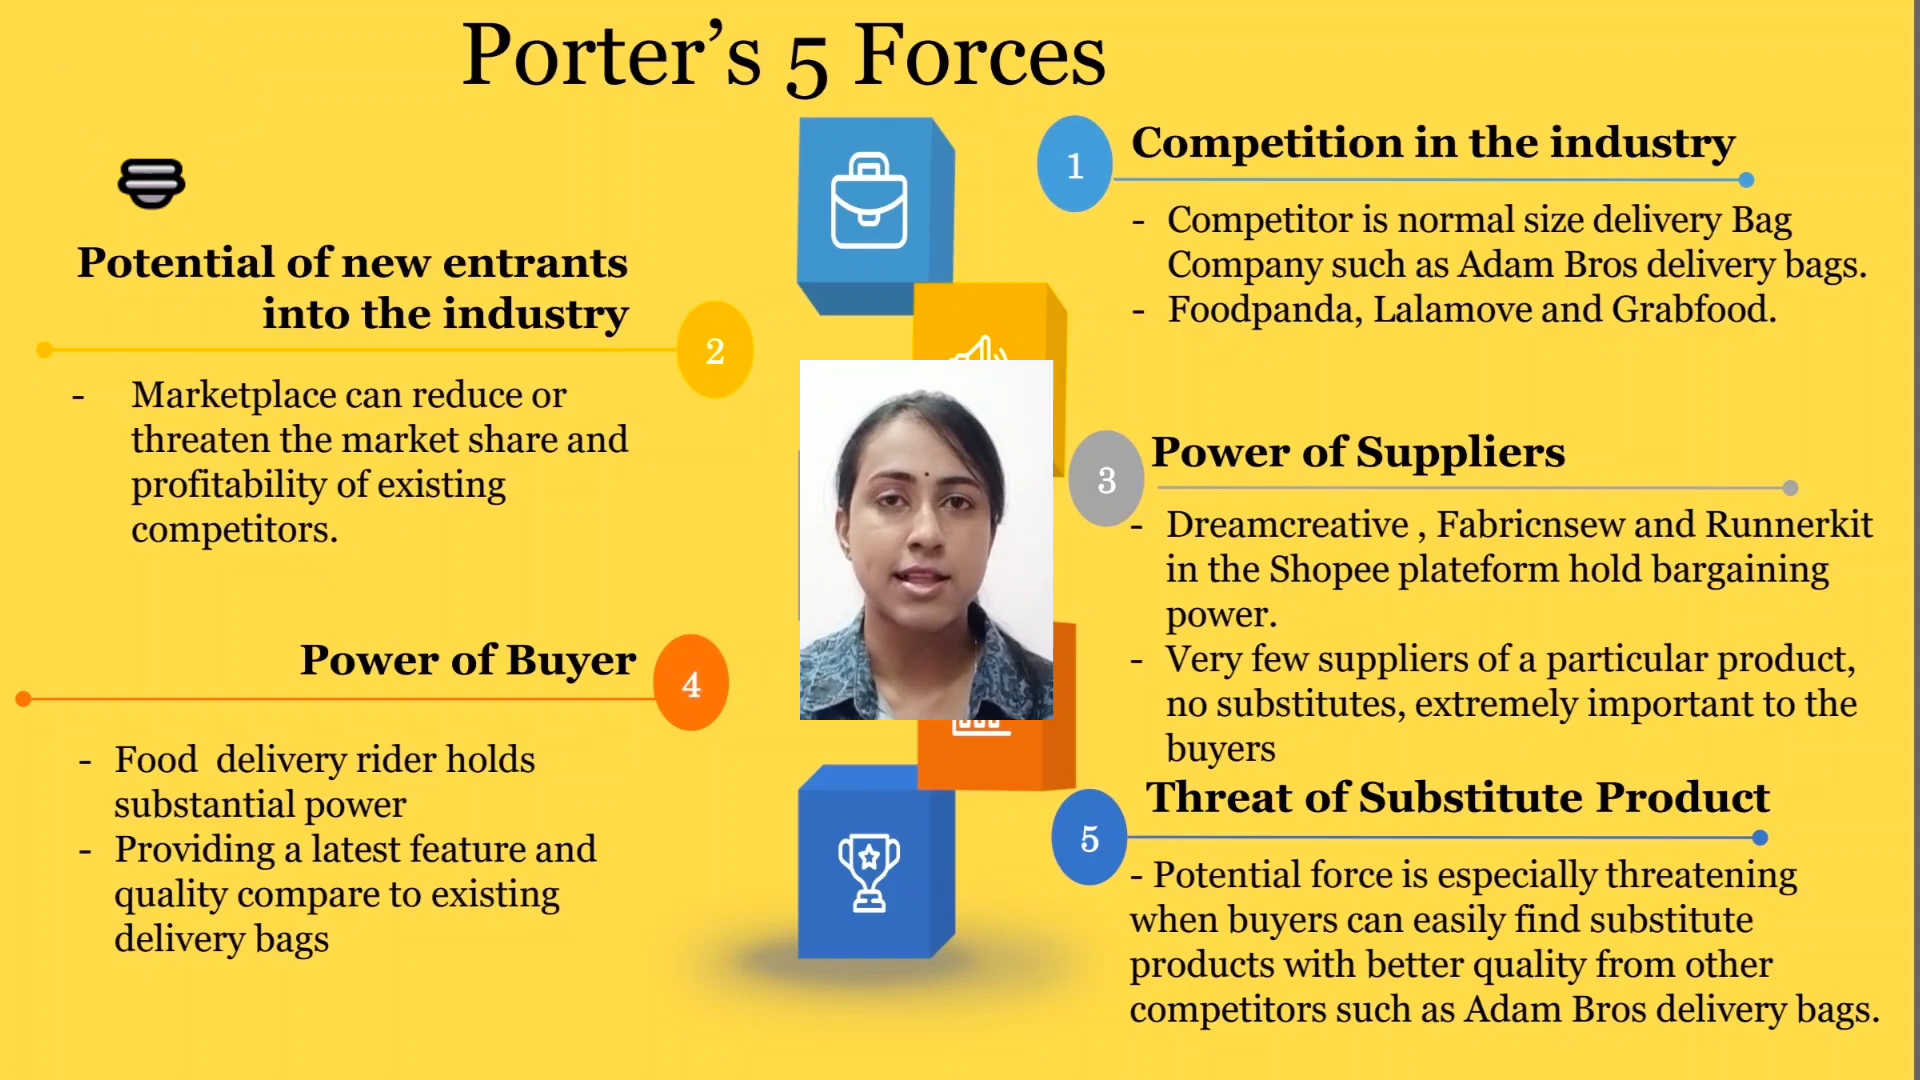 Porter’s 5 Forces
1
Competition in the industry
- Competitor is normal size delivery Bag
Company such as Adam Bros delivery bags.
- Foodpanda, Lalamove and Grabfood.
Potential of new entrants
into the industry
2
- Marketplace can reduce or
threaten the market share and
profitability of existing
competitors.
3
Power of Suppliers
- Dreamcreative , Fabricnsew and Runnerkit
in the Shopee plateform hold bargaining
power.
- Very few suppliers of a particular product,
no substitutes, extremely important to the
buyers
Power of Buyer
4
- Food  delivery rider holds
substantial power
- Providing a latest feature and
quality compare to existing
delivery bags
5
Threat of Substitute Product
- Potential force is especially threatening
when buyers can easily find substitute
products with better quality from other
competitors such as Adam Bros delivery bags.